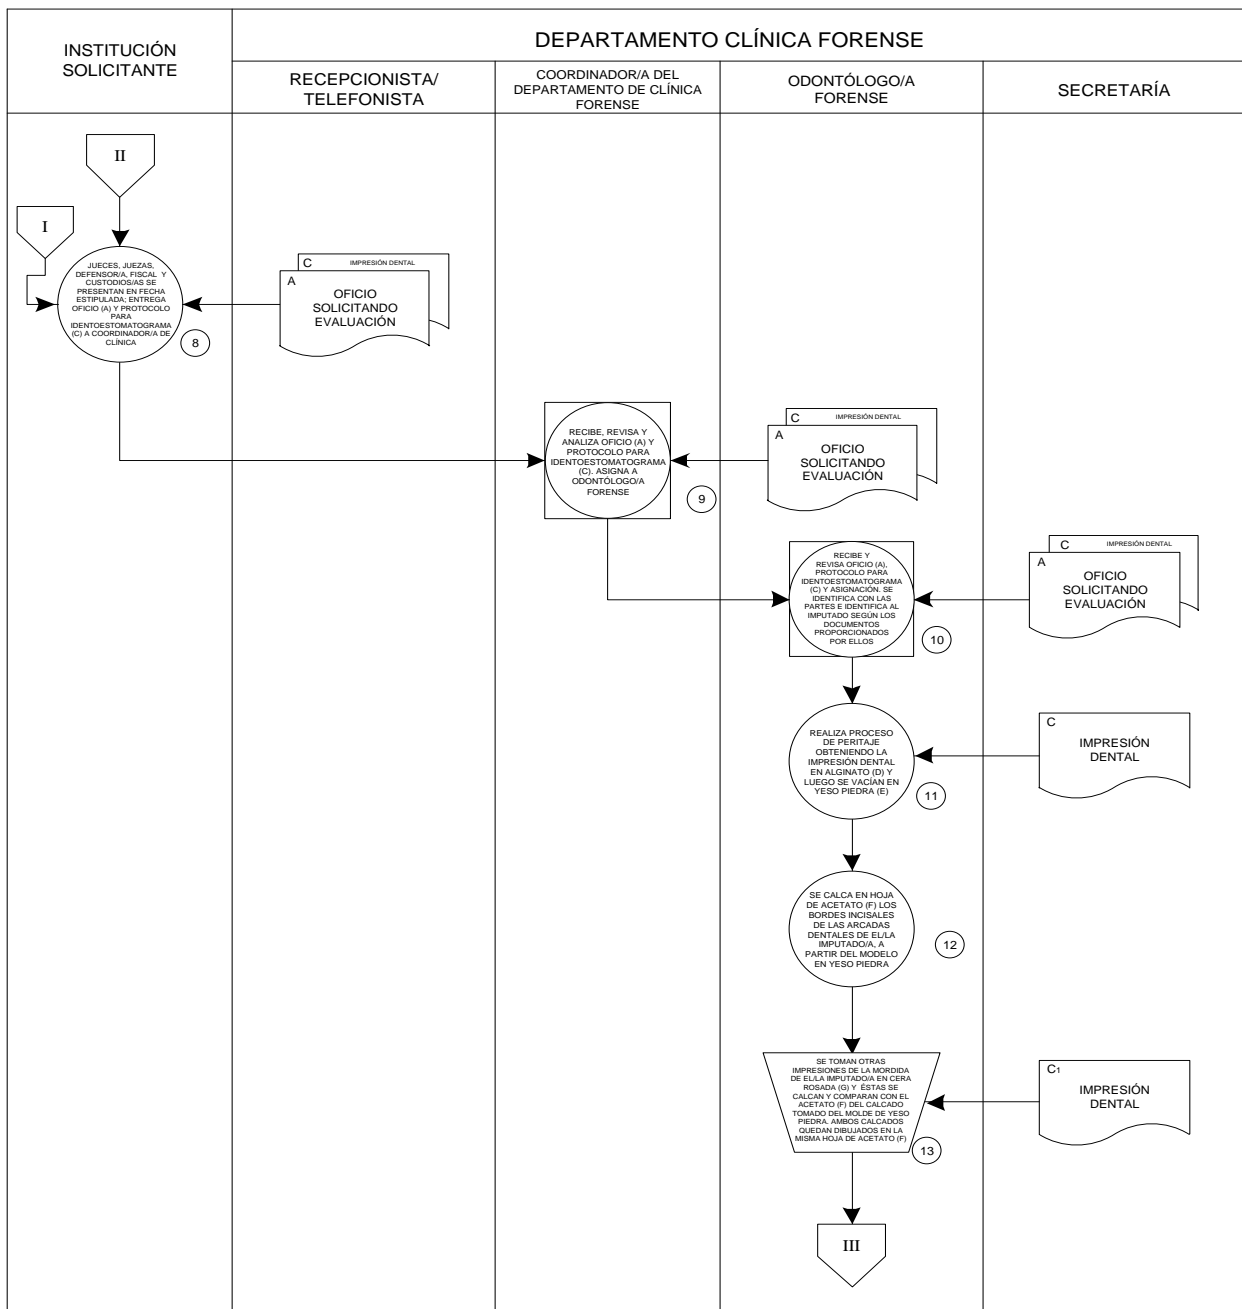 INSTITUCIÓN
SOLICITANTE
DEPARTAMENTO CLÍNICA FORENSE
RECEPCIONISTA/
TELEFONISTA
COORDINADOR/A DEL
DEPARTAMENTO DE CLÍNICA
FORENSE
ODONTÓLOGO/A
FORENSE
SECRETARÍA
II
I
JUECES, JUEZAS,
DEFENSOR/A, FISCAL Y
CUSTODIOS/AS SE
PRESENTAN EN FECHA
ESTIPULADA; ENTREGA
OFICIO (A) Y PROTOCOLO
PARA
IDENTOESTOMATOGRAMA
(C) A COORDINADOR/A DE
CLÍNICA
8
C IMPRESIÓN DENTAL
A
OFICIO
SOLICITANDO
EVALUACIÓN
RECIBE, REVISA Y
ANALIZA OFICIO (A) Y
PROTOCOLO PARA
IDENTOESTOMATOGRAMA
(C). ASIGNA A
ODONTÓLOGO/A
FORENSE
9
C IMPRESIÓN DENTAL
A
OFICIO
SOLICITANDO
EVALUACIÓN
RECIBE Y
REVISA OFICIO (A),
PROTOCOLO PARA
IDENTOESTOMATOGRAMA
(C) Y ASIGNACIÓN. SE
IDENTIFICA CON LAS
PARTES E IDENTIFICA AL
IMPUTADO SEGÚN LOS
DOCUMENTOS
PROPORCIONADOS
POR ELLOS
10
C IMPRESIÓN DENTAL
A
OFICIO
SOLICITANDO
EVALUACIÓN
REALIZA PROCESO
DE PERITAJE
OBTENIENDO LA
IMPRESIÓN DENTAL
EN ALGINATO (D) Y
LUEGO SE VACÍAN EN
YESO PIEDRA (E)
11
C
IMPRESIÓN
DENTAL
SE CALCA EN HOJA
DE ACETATO (F) LOS
BORDES INCISALES
DE LAS ARCADAS
DENTALES DE EL/LA
IMPUTADO/A, A
PARTIR DEL MODELO
EN YESO PIEDRA
12
SE TOMAN OTRAS
IMPRESIONES DE LA MORDIDA
DE EL/LA IMPUTADO/A EN CERA
ROSADA (G) Y ÉSTAS SE
CALCAN Y COMPARAN CON EL
ACETATO (F) DEL CALCADO
TOMADO DEL MOLDE DE YESO
PIEDRA. AMBOS CALCADOS
QUEDAN DIBUJADOS EN LA
MISMA HOJA DE ACETATO (F)
13
C1
IMPRESIÓN
DENTAL
III